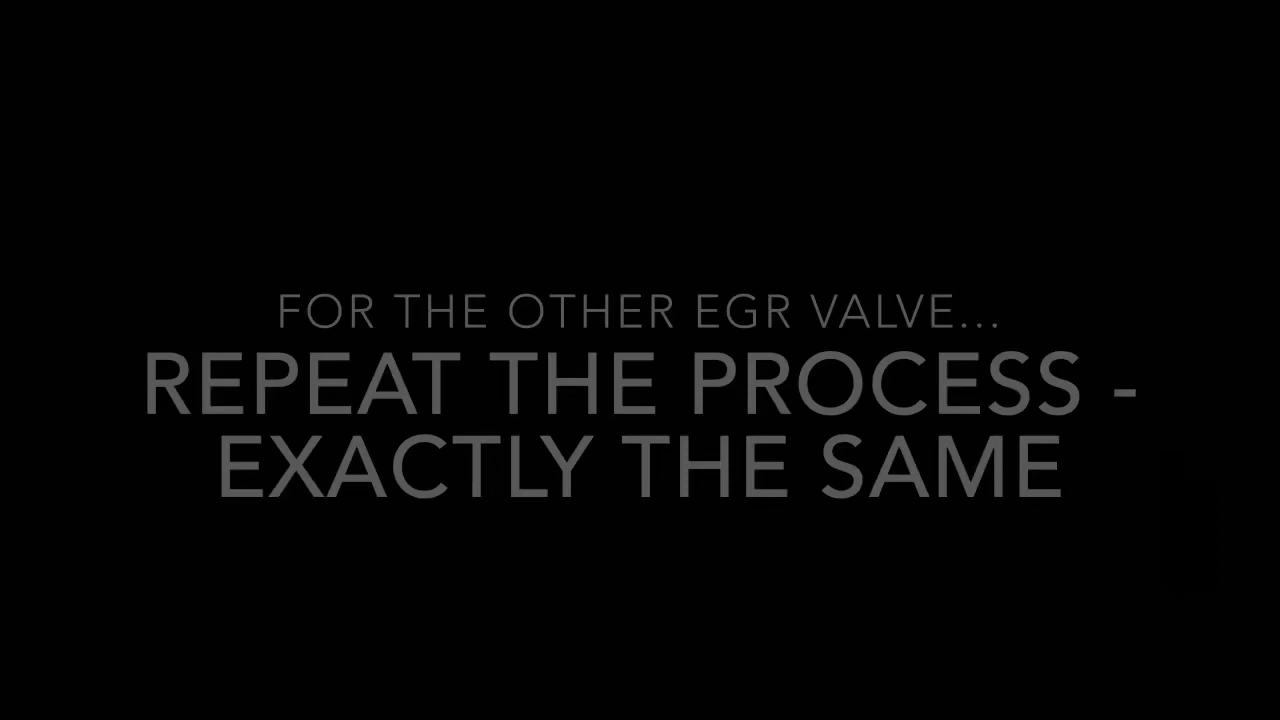 FOR THE OTHER EGR VALVE...
REPEAT THE PROCESS -
EXACTLY THE SAME